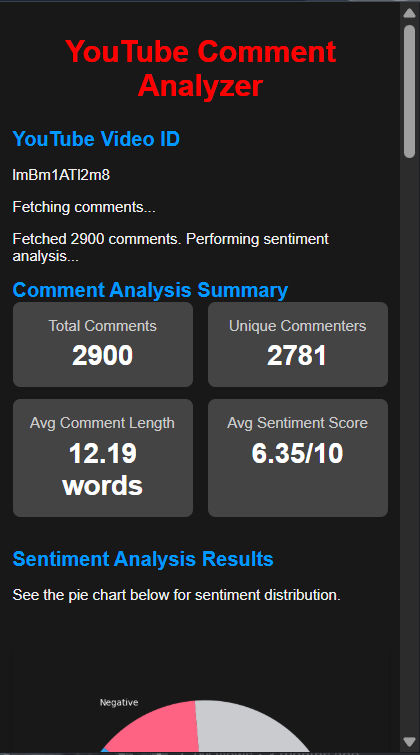 YouTube Comment
Analyzer
YouTube Video ID
ImBm1ATI2m8
Fetching comments...
Fetched 2900 comments. Performing sentiment
analysis...
Comment Analysis Summary
Total Comments
2900
Unique Commenters
2781
Avg Comment Length
12.19
words
Avg Sentiment Score
6.35/10
Sentiment Analysis Results
See the pie chart below for sentiment distribution.
Negative